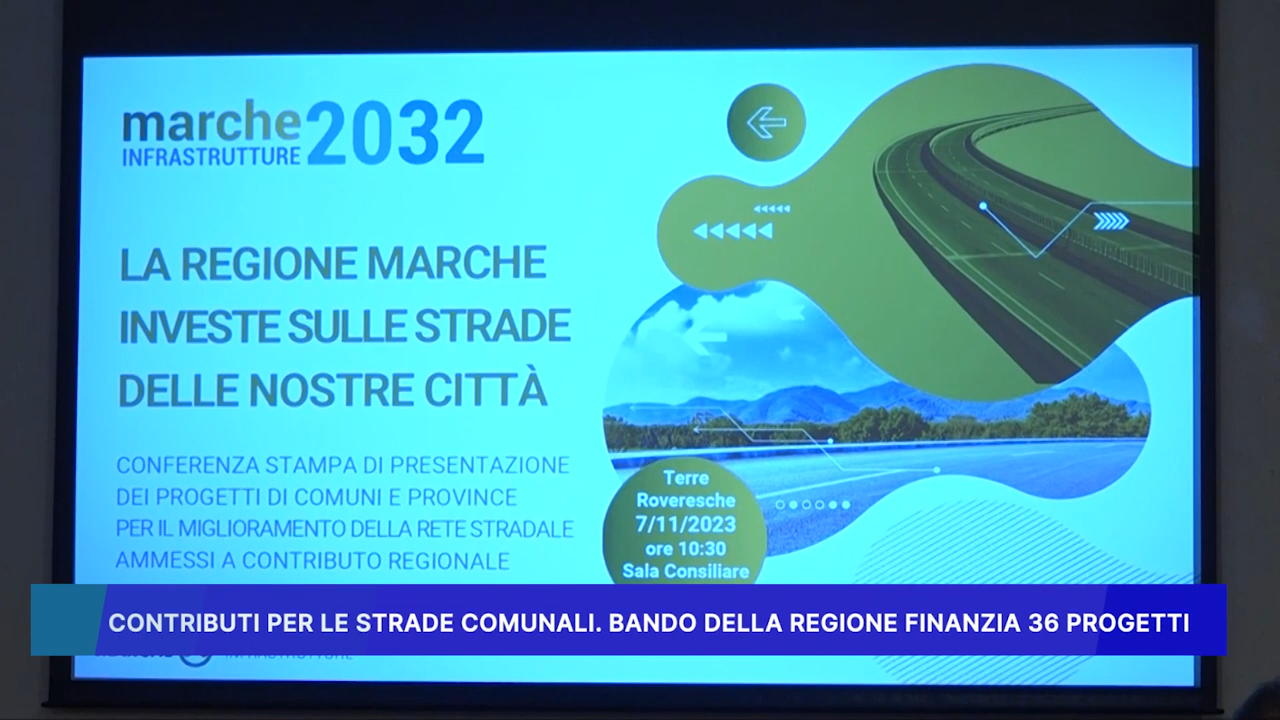 marche 2032
INFRASTRUTTURE
LA REGIONE MARCHE
INVESTE SULLE STRADE
DELLE NOSTRE CITTÀ
CONFERENZA STAMPA DI PRESENTAZIONE
DEI PROGETTI DI COMUNI E PROVINCE
PER IL MIGLIORAMENTO DELLA RETE STRADALE
AMMESSI A CONTRIBUTO REGIONALE
Terre
Roveresche
7/11/2023
ore 10:30
Sala Consiliare
CONTRIBUTI PER LE STRADE COMUNALI. BANDO DELLA REGIONE FINANZIA 36 PROGETTI